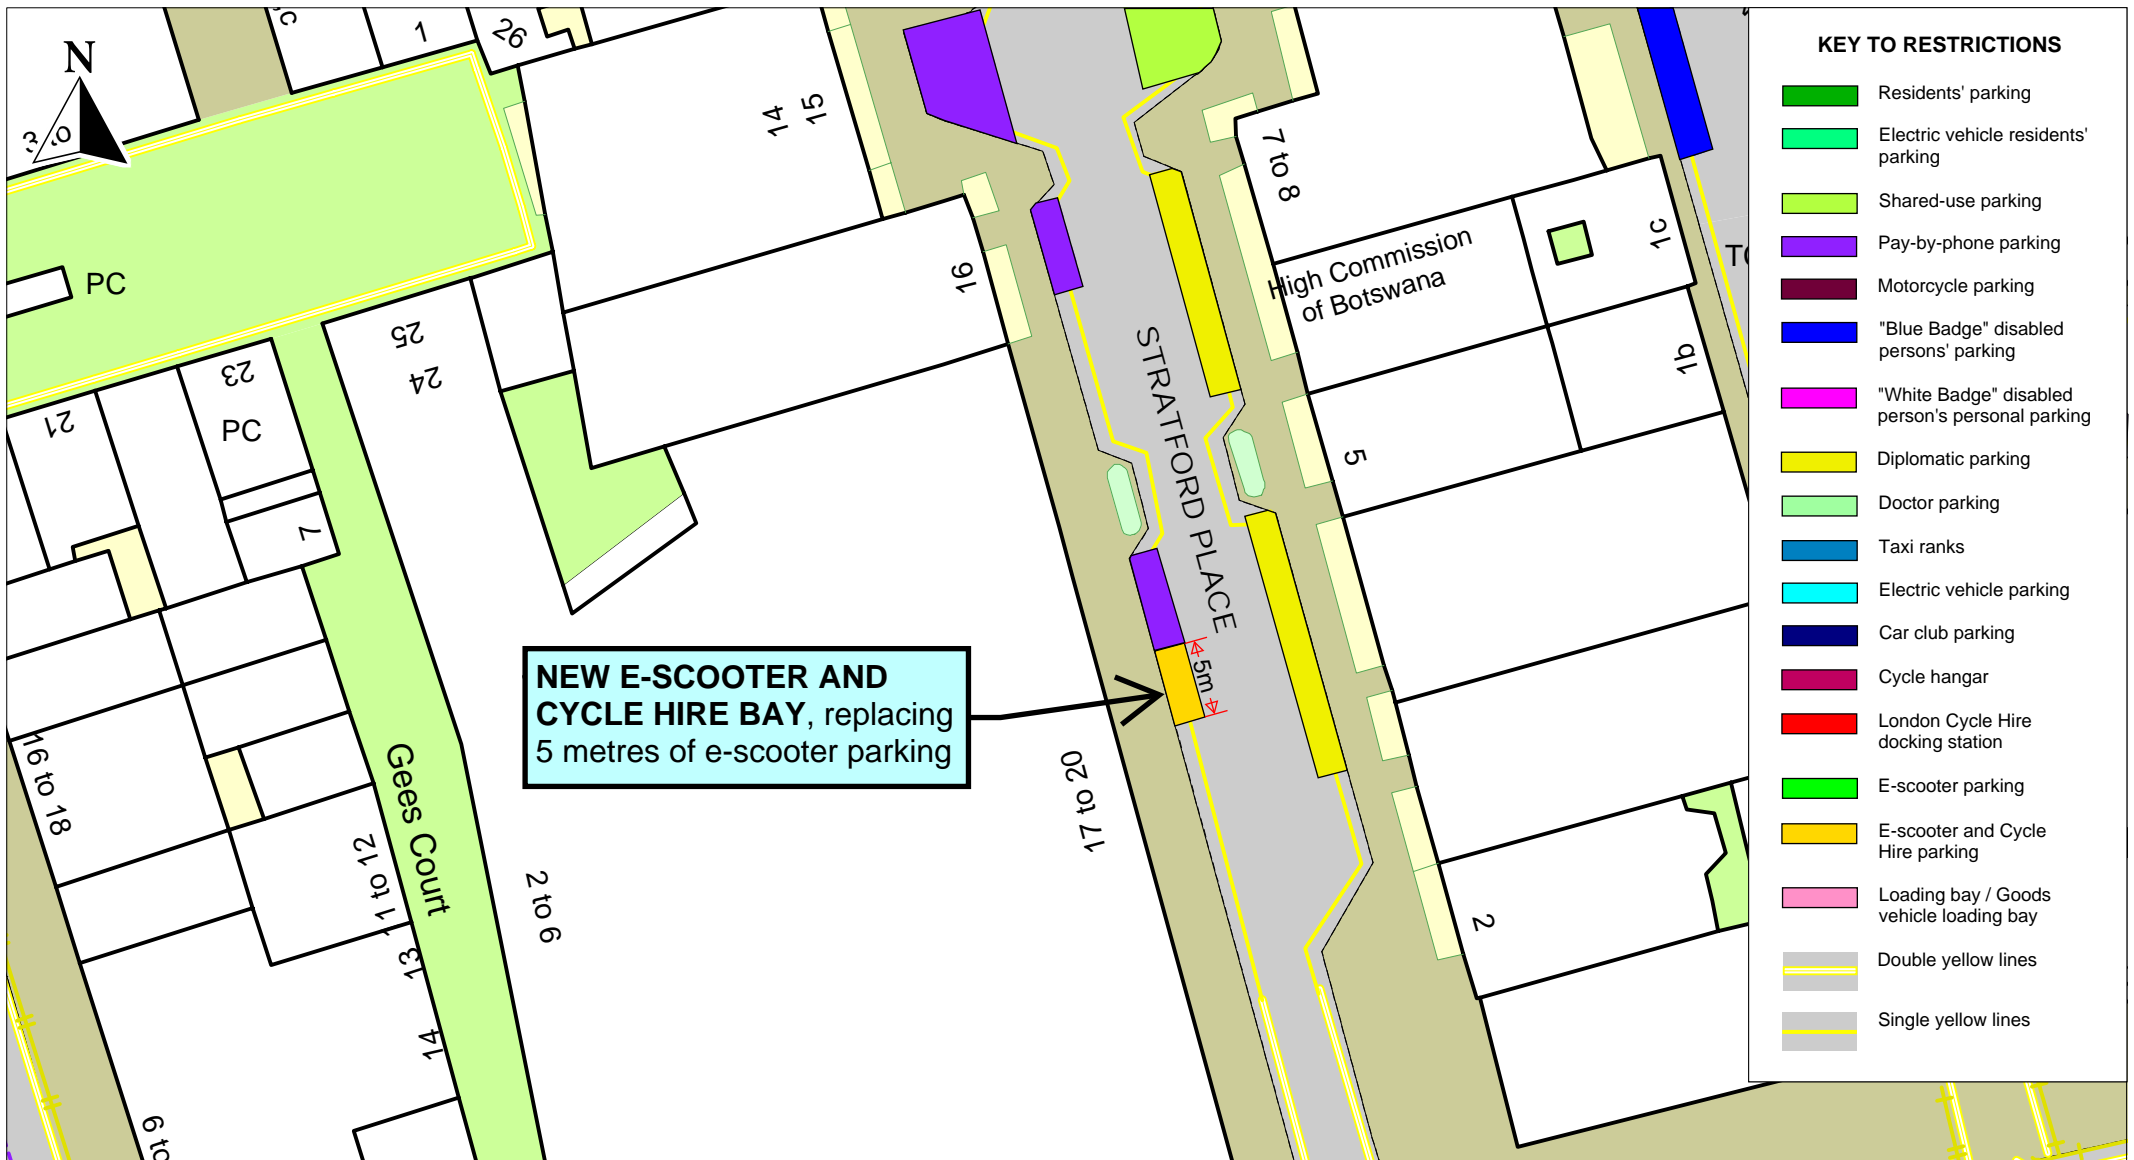 N
1
26
14
15
7 to 8
16
High Commission
of Botswana
1c
1b
PC
25
24
23
PC
21
7
5
STRATFORD PLACE
5m
NEW E-SCOOTER AND
CYCLE HIRE BAY, replacing
5 metres of e-scooter parking
17 to 20
16 to 18
Gees Court
11 to 12
13
14
2 to 6
2
KEY TO RESTRICTIONS
Residents' parking
Electric vehicle residents'
parking
Shared-use parking
Pay-by-phone parking
Motorcycle parking
"Blue Badge" disabled
persons' parking
"White Badge" disabled
person's personal parking
Diplomatic parking
Doctor parking
Taxi ranks
Electric vehicle parking
Car club parking
Cycle hangar
London Cycle Hire
docking station
E-scooter parking
E-scooter and Cycle
Hire parking
Loading bay / Goods
vehicle loading bay
Double yellow lines
Single yellow lines